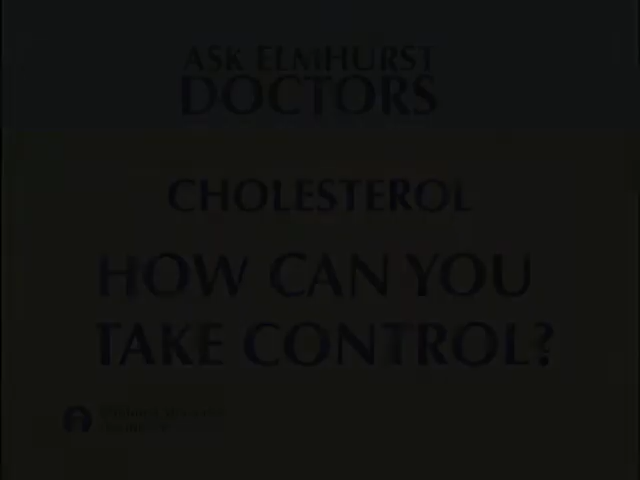 ASK ELMHURST
DOCTORS
CHOLESTEROL
HOW CAN YOU
TAKE CONTROL?